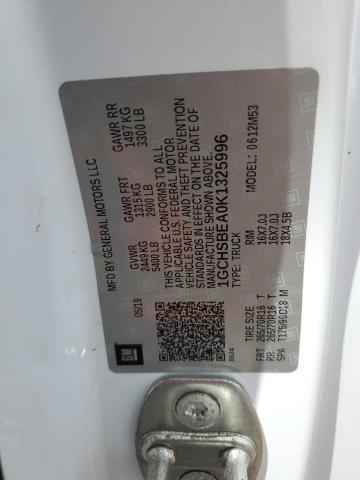 MFD BY GENERAL MOTORS LLC
GVWR GAWR FRT GAWR RR
2449 KG 1315 KG 1497 KG
5400 LB 2900 LB 3300 LB
THIS VEHICLE CONFORMS TO ALL
APPLICABLE U.S. FEDERAL MOTOR
VEHICLE SAFETY AND THEFT PREVENTION
STANDARDS IN EFFECT ON THE DATE OF
MANUFACTURE SHOWN ABOVE.
1GCHSBEA0K1325996
TYPE: TRUCK MODEL: 0612M53
05/19
GM
0624
TIRE SIZE RIM
FRT 265/70R16 T 16X7.0J
RR 265/70R16 T 16X7.0J
SPA T175/90D18 M 18X4.5B